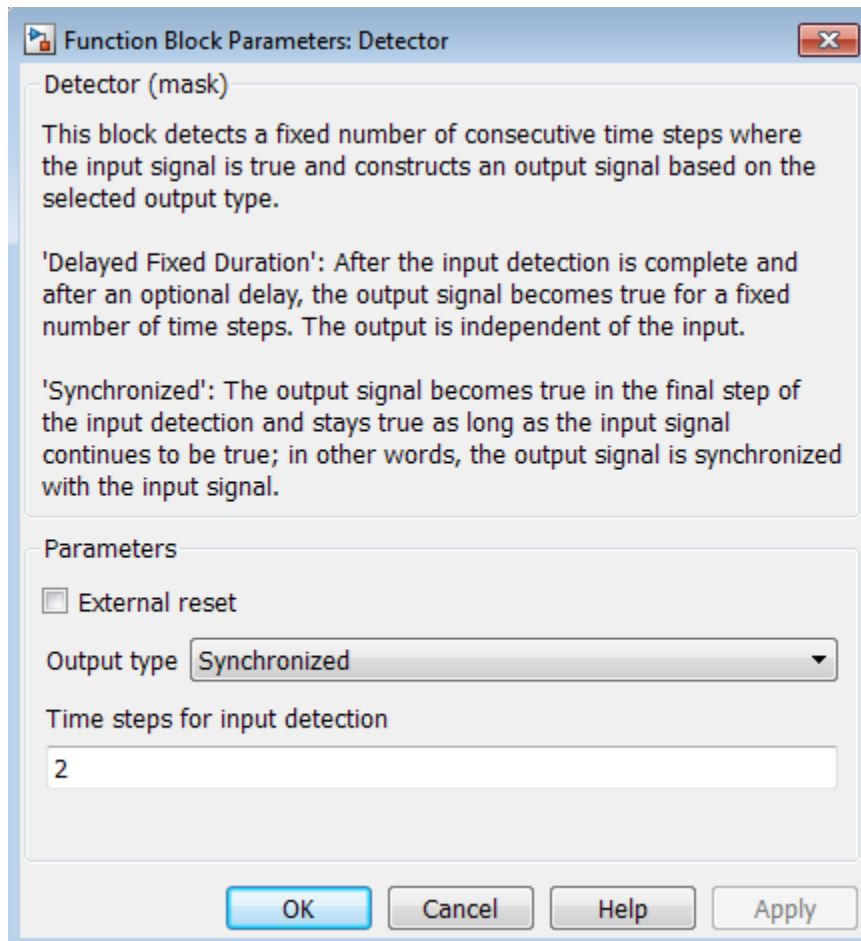 Function Block Parameters: Detector
Detector (mask)
This block detects a fixed number of consecutive time steps where
the input signal is true and constructs an output signal based on the
selected output type.
'Delayed Fixed Duration': After the input detection is complete and
after an optional delay, the output signal becomes true for a fixed
number of time steps. The output is independent of the input.
'Synchronized': The output signal becomes true in the final step of
the input detection and stays true as long as the input signal
continues to be true; in other words, the output signal is synchronized
with the input signal.
Parameters
External reset
Output type Synchronized
Time steps for input detection
2
OK Cancel Help Apply